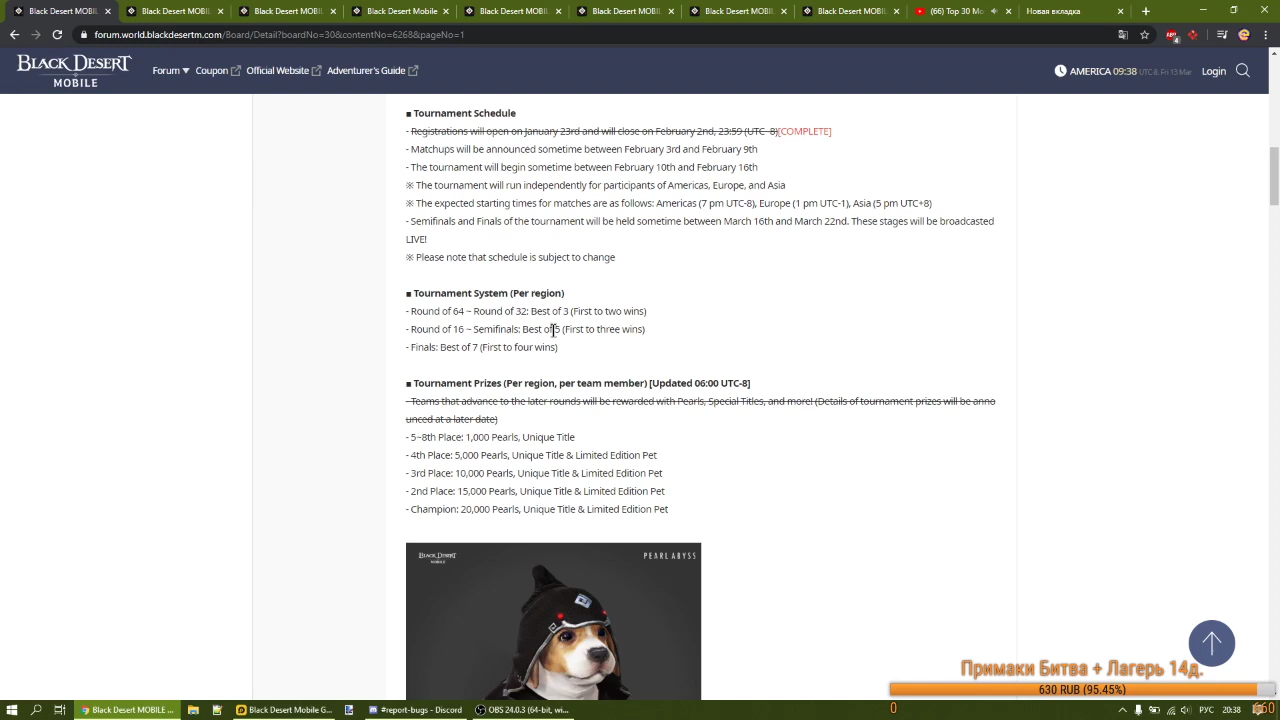 Black Desert MOBILE
Black Desert M
Black Desert M
Black Desert M
Black Desert M
Black Desert M
(66) Top 30 Mo
forum.world.blackdesertm.com/Board/Detail?boardNo=30&contentNo=6268&page=1
BLACK DESERT
MOBILE
Forum
Coupon
Official Website
Adventurer's Guide
AMERICA 09:38 UTC-8. Fri 13 Mar.
Login
■ Tournament Schedule
- Registrations will open on January 23rd and will close on February 2nd, 23:59 (UTC -8)[COMPLETE]
- Matchups will be announced sometime between February 3rd and February 9th
- The tournament will begin sometime between February 10th and February 16th
※ The tournament will run independently for participants of Americas, Europe, and Asia
※ The expected starting times for matches are as follows: Americas (7 pm UTC-8), Europe (1 pm UTC-1), Asia (5 pm UTC+8)
- Semifinals and Finals of the tournament will be held sometime between March 16th and March 22nd. These stages will be broadcasted
LIVE!
※ Please note that schedule is subject to change
■ Tournament System (Per region)
- Round of 64 ~ Round of 32: Best of 3 (First to two wins)
- Round of 16 ~ Semifinals: Best of 5 (First to three wins)
- Finals: Best of 7 (First to four wins)
■ Tournament Prizes (Per region, per team member) [Updated 06:00 UTC-8]
- Teams that advance to the later rounds will be rewarded with Pearls, Special Titles, and more! (Details of tournament prizes will be anno
unced at a later date)
- 5~8th Place: 1,000 Pearls, Unique Title
- 4th Place: 5,000 Pearls, Unique Title & Limited Edition Pet
- 3rd Place: 10,000 Pearls, Unique Title & Limited Edition Pet
- 2nd Place: 15,000 Pearls, Unique Title & Limited Edition Pet
- Champion: 20,000 Pearls, Unique Title & Limited Edition Pet
BLACK DESERT
MOBILE
PEARL ABYSS
Примаки Битва + Лагерь 14д.
630 RUB (95.45%)
Black Desert MOBILE ...
Black Desert Mobile G...
#report-bugs - Discord
OBS 24.0.3 (64-bit, wi...
РУС
20:38